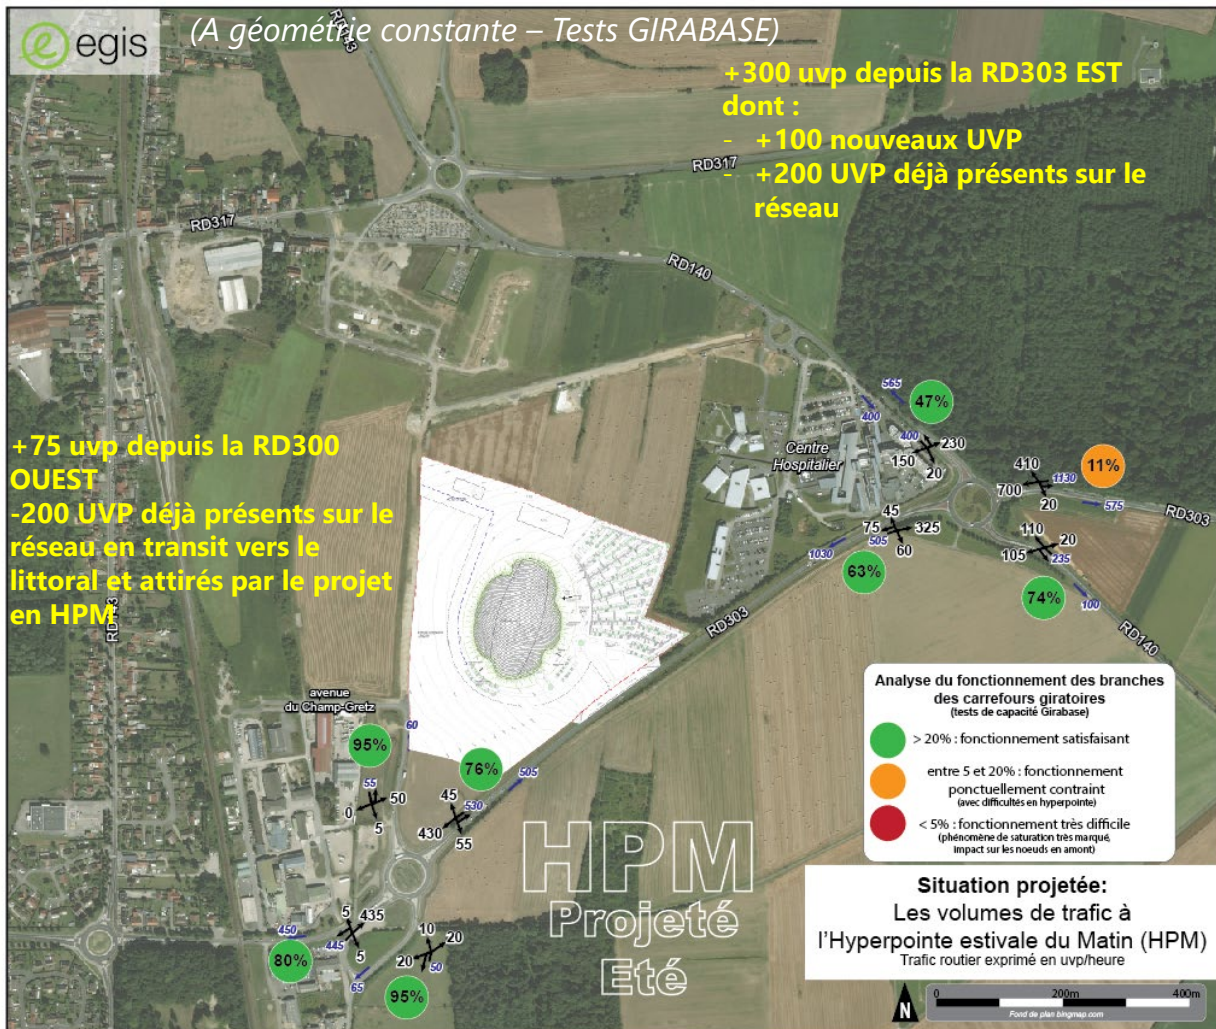 egis
(A géométrie constante – Tests GIRABASE)
RD143
+300 uvp depuis la RD303 EST
dont :
- +100 nouveaux UVP
- +200 UVP déjà présents sur le
réseau
RD317
RD317
RD140
+75 uvp depuis la RD300
OUEST
-200 UVP déjà présents sur le
réseau en transit vers le
littoral et attirés par le projet
en HPM
Centre
Hospitalier
565
47%
400
400
230
150
20
410
1130
11%
700
20
575
RD303
45
75
325
505
60
1030
63%
110
20
105
235
74%
100
RD140
RD303
avenue
du Champ-Gretz
60
95%
55
50
0
5
76%
505
45
530
430
55
5
435
450
445
5
80%
10
20
20
50
65
95%
HPM
Projeté
Eté
Analyse du fonctionnement des branches
des carrefours giratoires
(tests de capacité Girabase)
> 20% : fonctionnement satisfaisant
entre 5 et 20% : fonctionnement
ponctuellement contraint
(avec difficultés en hyperpointe)
< 5% : fonctionnement très difficile
(phénomène de saturation très marqué,
impact sur les noeuds en amont)
Situation projetée:
Les volumes de trafic à
l'Hyperpointe estivale du Matin (HPM)
Trafic routier exprimé en uvp/heure
N
0
200m
400m
Fond de plan bingmap.com